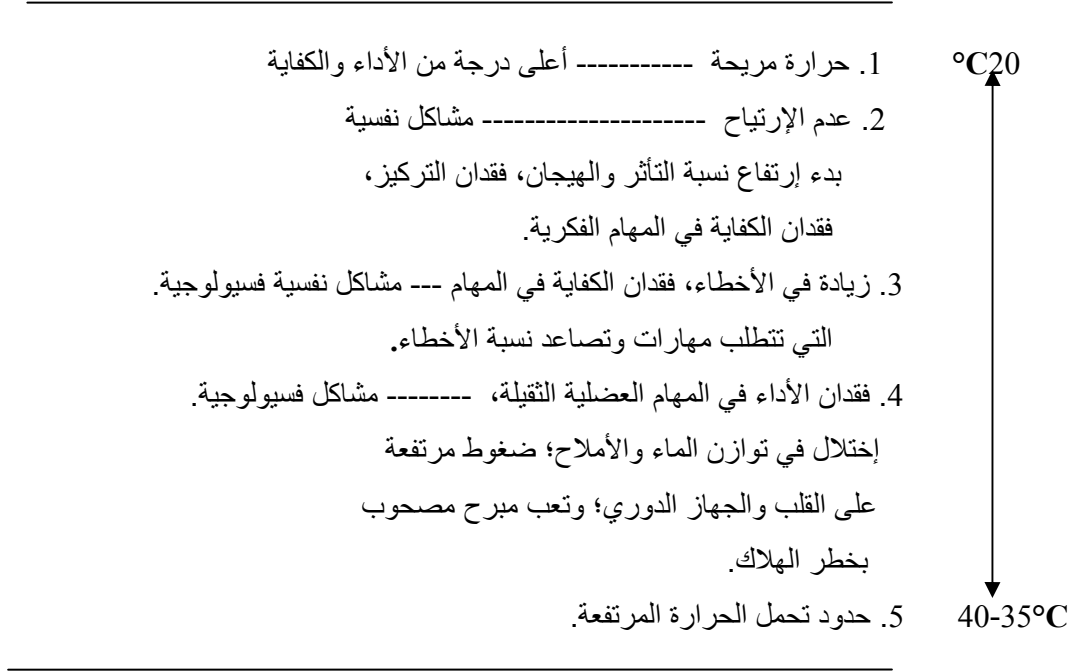 °C20 1. حرارة مريحة ----------- أعلى درجة من الأداء والكفاية
2. عدم الإرتياح --------------------- مشاكل نفسية
بدء إرتفاع نسبة التأثر والهيجان، فقدان التركيز،
فقدان الكفاية في المهام الفكرية.
3. زيادة في الأخطاء، فقدان الكفاية في المهام --- مشاكل نفسية فسيولوجية.
التي تتطلب مهارات وتصاعد نسبة الأخطاء.
4. فقدان الأداء في المهام العضلية الثقيلة، -------- مشاكل فسيولوجية.
إختلال في توازن الماء والأملاح؛ ضغوط مرتفعة
على القلب والجهاز الدوري؛ وتعب مبرح مصحوب
بخطر الهلاك.
40-35°C 5. حدود تحمل الحرارة المرتفعة.